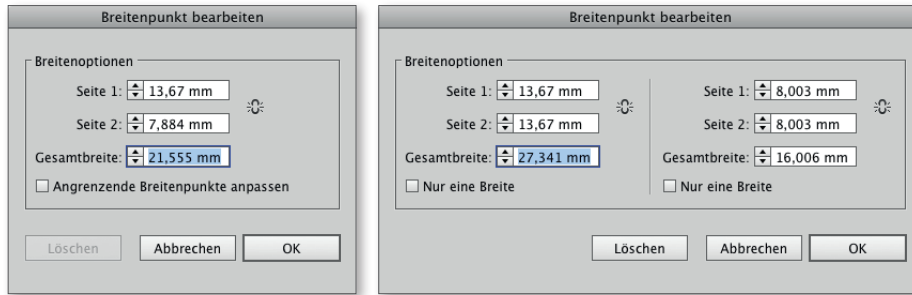 Breitenpunkt bearbeiten
Breitenoptionen
Seite 1: 13,67 mm
Seite 2: 7,884 mm
Gesamtbreite: 21,555 mm
Angrenzende Breitenpunkte anpassen
Löschen Abbrechen OK
Breitenpunkt bearbeiten
Breitenoptionen
Seite 1: 13,67 mm Seite 1: 8,003 mm
Seite 2: 13,67 mm Seite 2: 8,003 mm
Gesamtbreite: 27,341 mm Gesamtbreite: 16,006 mm
Nur eine Breite Nur eine Breite
Löschen Abbrechen OK